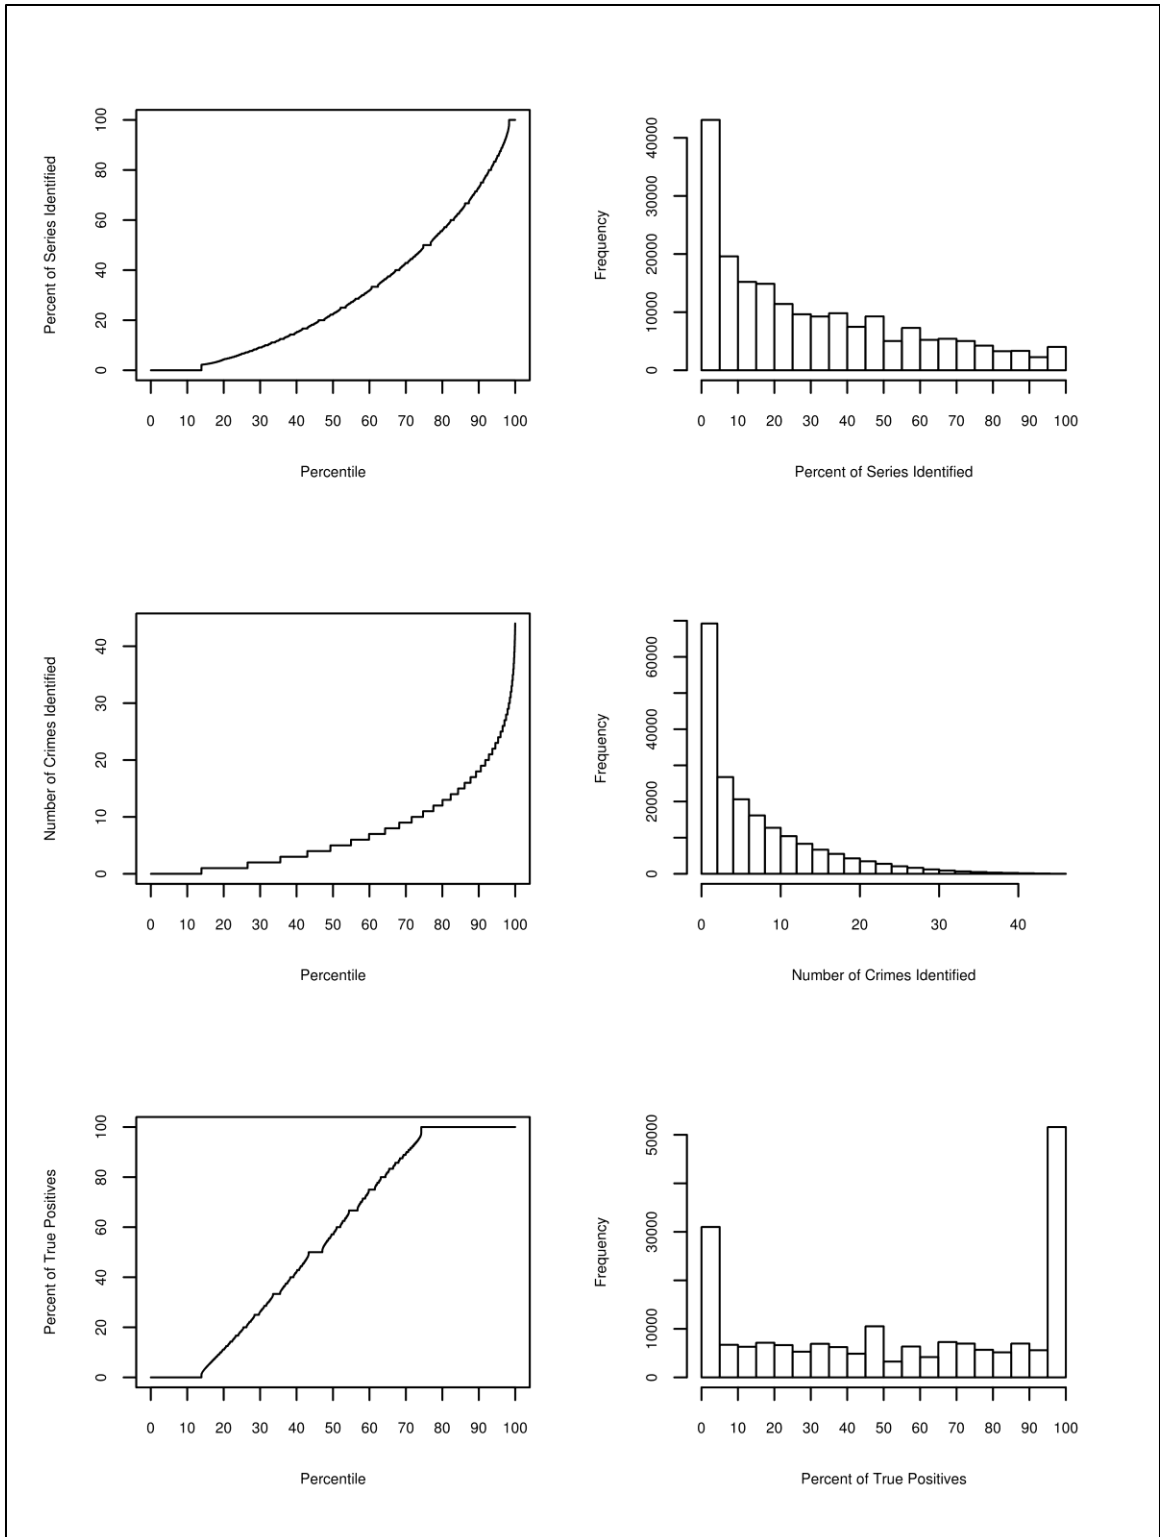 Percent of Series Identified
0 20 40 60 80 100
0 10 20 30 40 50 60 70 80 90 100
Percentile
Frequency
0 10000 20000 30000 40000
0 10 20 30 40 50 60 70 80 90 100
Percent of Series Identified
Number of Crimes Identified
0 10 20 30 40
0 10 20 30 40 50 60 70 80 90 100
Percentile
Frequency
0 20000 40000 60000
0 10 20 30 40
Number of Crimes Identified
Percent of True Positives
0 20 40 60 80 100
0 10 20 30 40 50 60 70 80 90 100
Percentile
Frequency
0 10000 30000 50000
0 10 20 30 40 50 60 70 80 90 100
Percent of True Positives